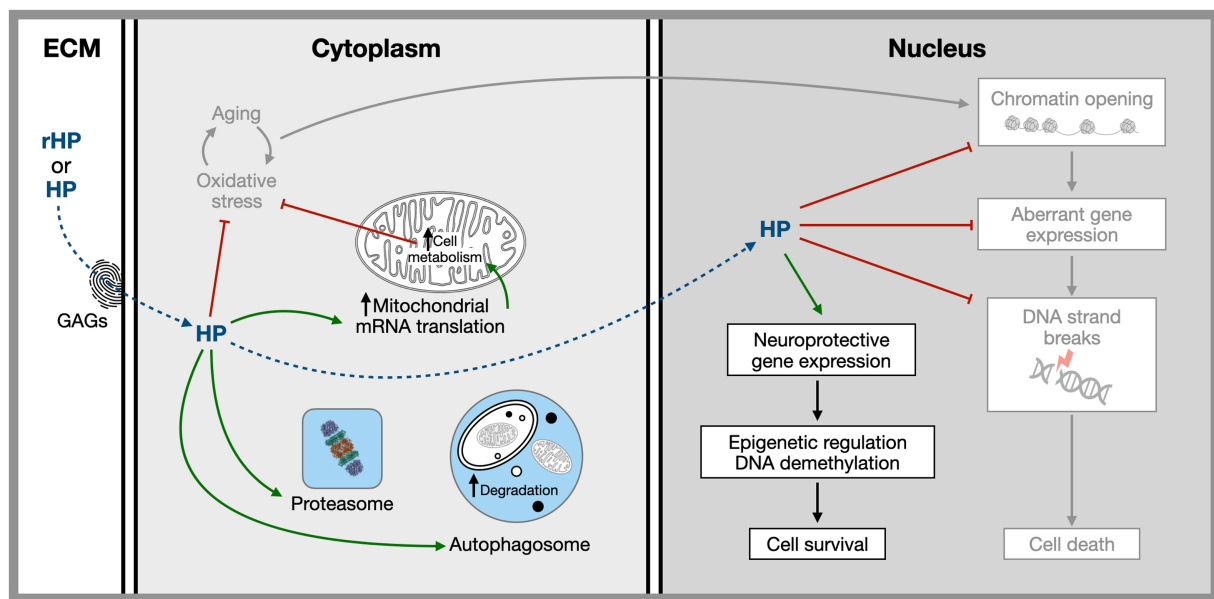 ECM
rHP
or
HP
GAGs
Cytoplasm
Aging
Oxidative
stress
Cell
metabolism
Mitochondrial
mRNA translation
HP
Proteasome
Degradation
Autophagosome
Nucleus
HP
Neuroprotective
gene expression
Epigenetic regulation
DNA demethylation
Cell survival
Chromatin opening
Aberrant gene
expression
DNA strand
breaks
Cell death